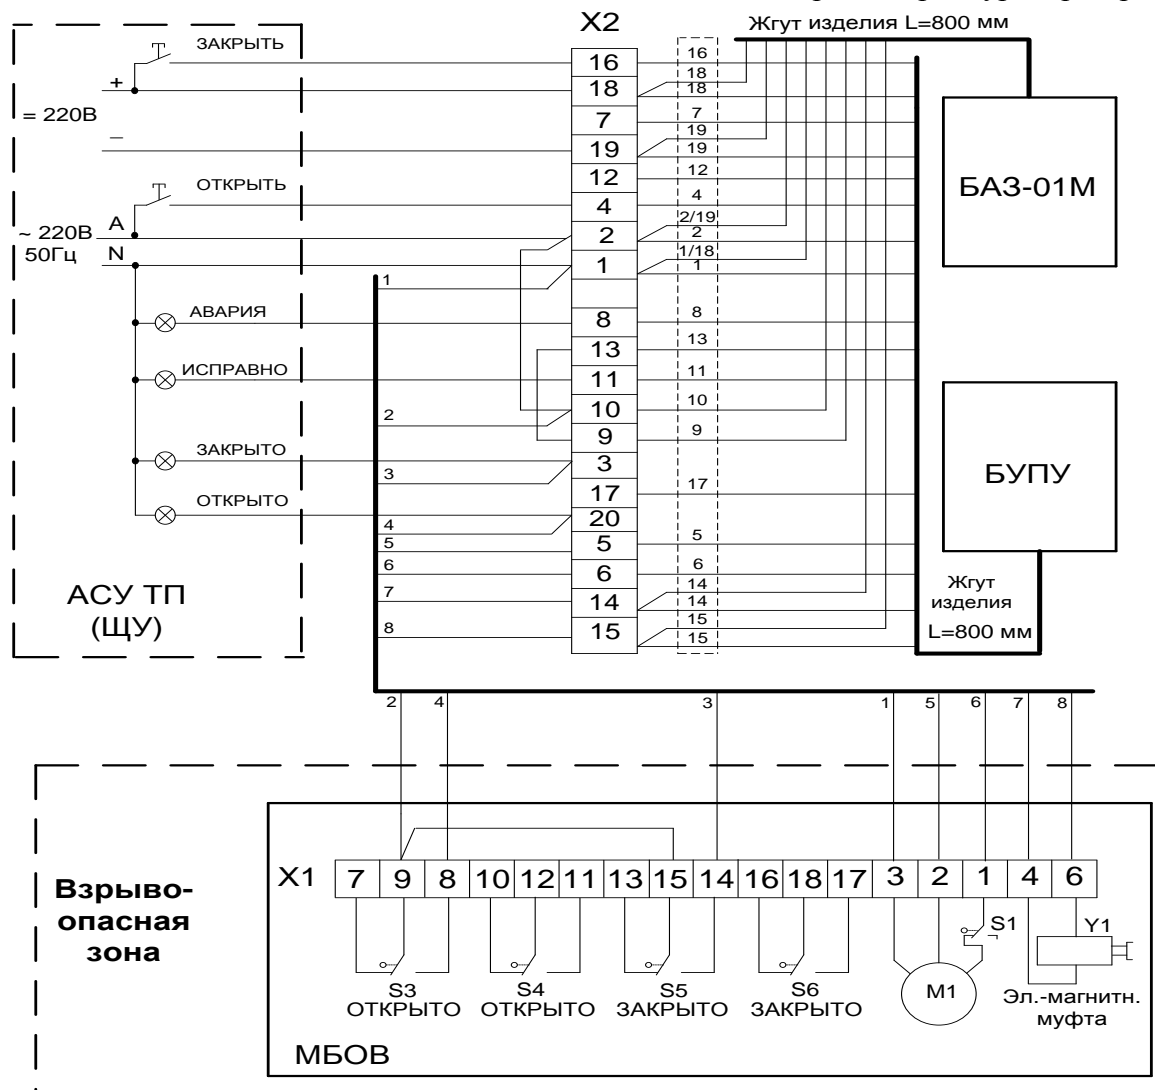 X2
Жгут изделия L=800 мм
ЗАКРЫТЬ
+
= 220В
–
ОТКРЫТЬ
A
~ 220В
50Гц
N
АВАРИЯ
ИСПРАВНО
ЗАКРЫТО
ОТКРЫТО
АСУ ТП
(ЩУ)
1
2
3
4
5
6
7
8
16
18
7
19
12
4
2
1
8
13
11
10
9
3
17
20
5
6
14
15
16
18
18
7
19
19
12
4
2/19
2
1/18
1
8
13
11
10
9
17
5
6
14
14
15
15
БАЗ-01М
БУПУ
Жгут
изделия
L=800 мм
2 4 3 1 5 6 7 8
Взрыво-
опасная
зона
X1 7 9 8 10 12 11 13 15 14 16 18 17 3 2 1 4 6
S1
Y1
S3
ОТКРЫТО
S4
ОТКРЫТО
S5
ЗАКРЫТО
S6
ЗАКРЫТО
M1
Эл.-магнитн.
муфта
МБОВ